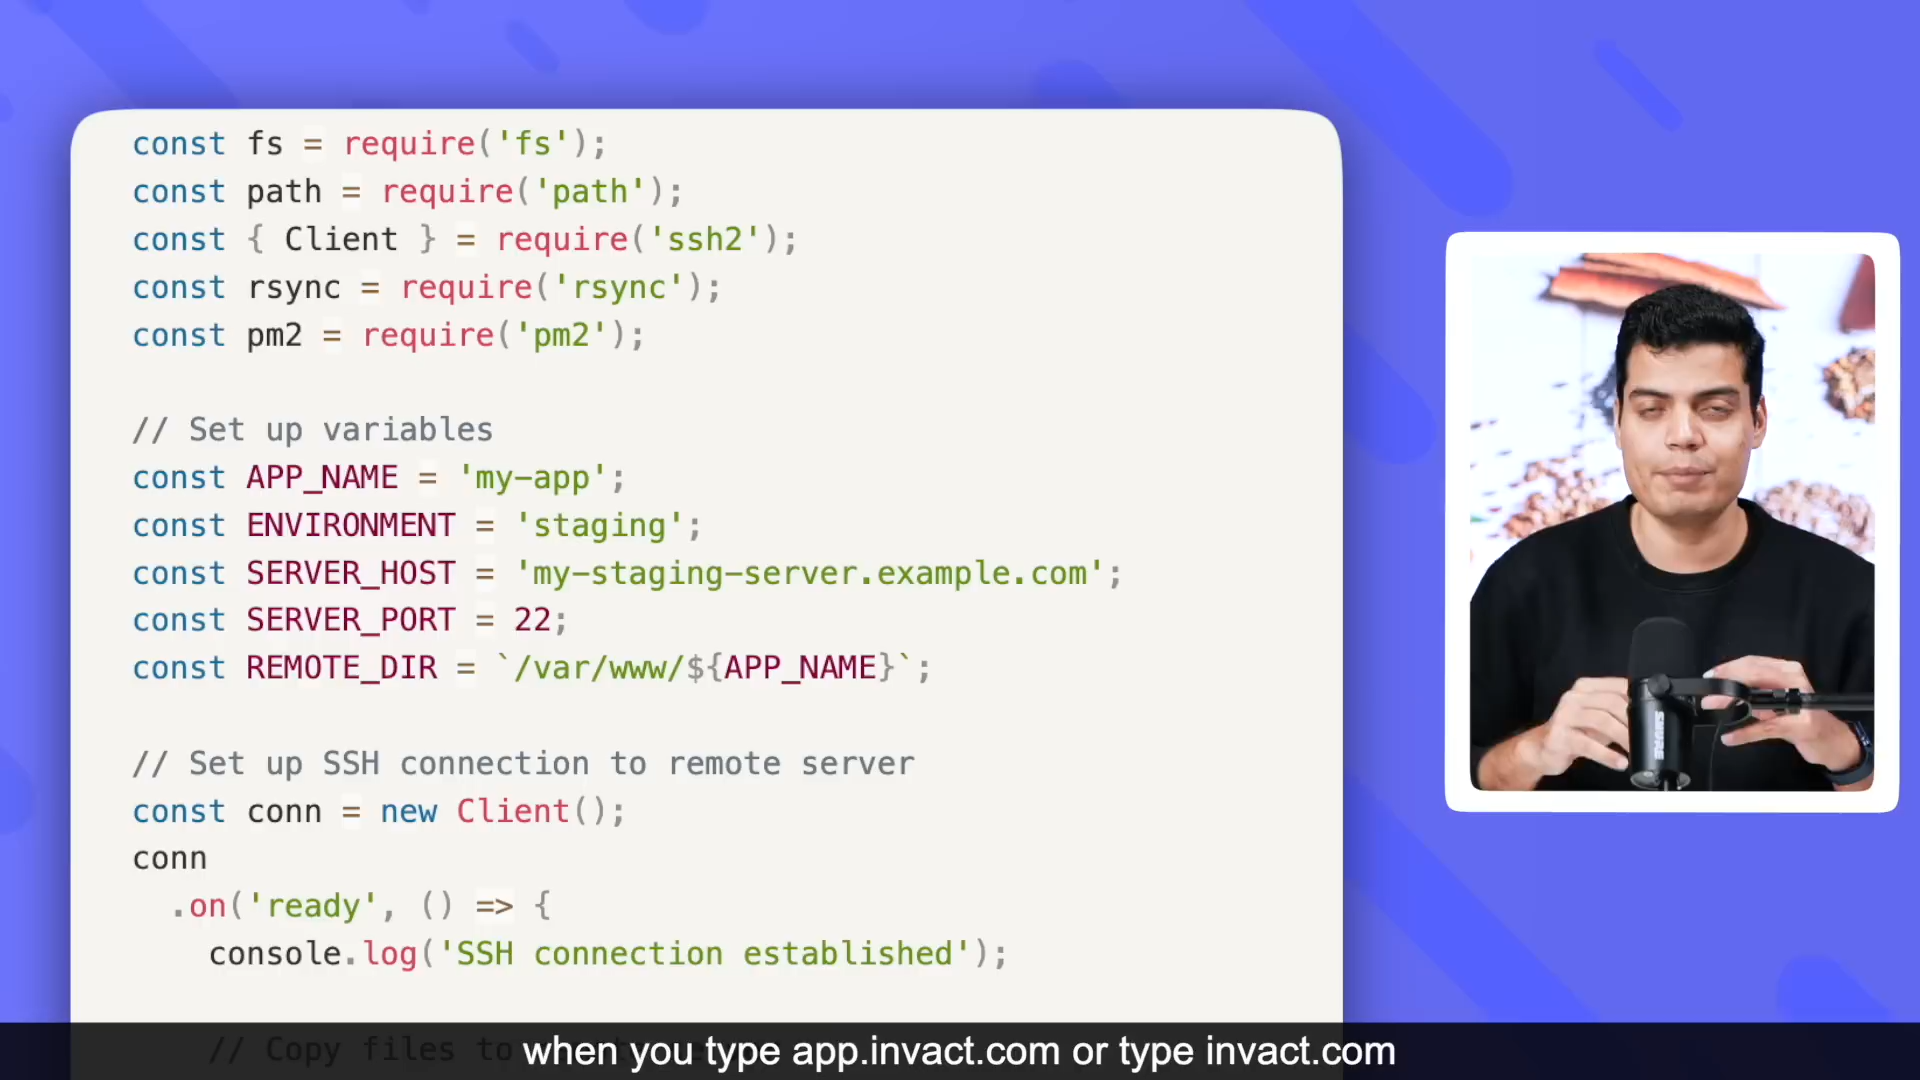 const fs = require('fs');
const path = require('path');
const { Client } = require('ssh2');
const rsync = require('rsync');
const pm2 = require('pm2');
// Set up variables
const APP_NAME = 'my-app';
const ENVIRONMENT = 'staging';
const SERVER_HOST = 'my-staging-server.example.com';
const SERVER_PORT = 22;
const REMOTE_DIR = `/var/www/${APP_NAME}`;
// Set up SSH connection to remote server
const conn = new Client();
conn
.on('ready', () => {
console.log('SSH connection established');
// Copy files to
when you type app.invact.com or type invact.com
SHURE